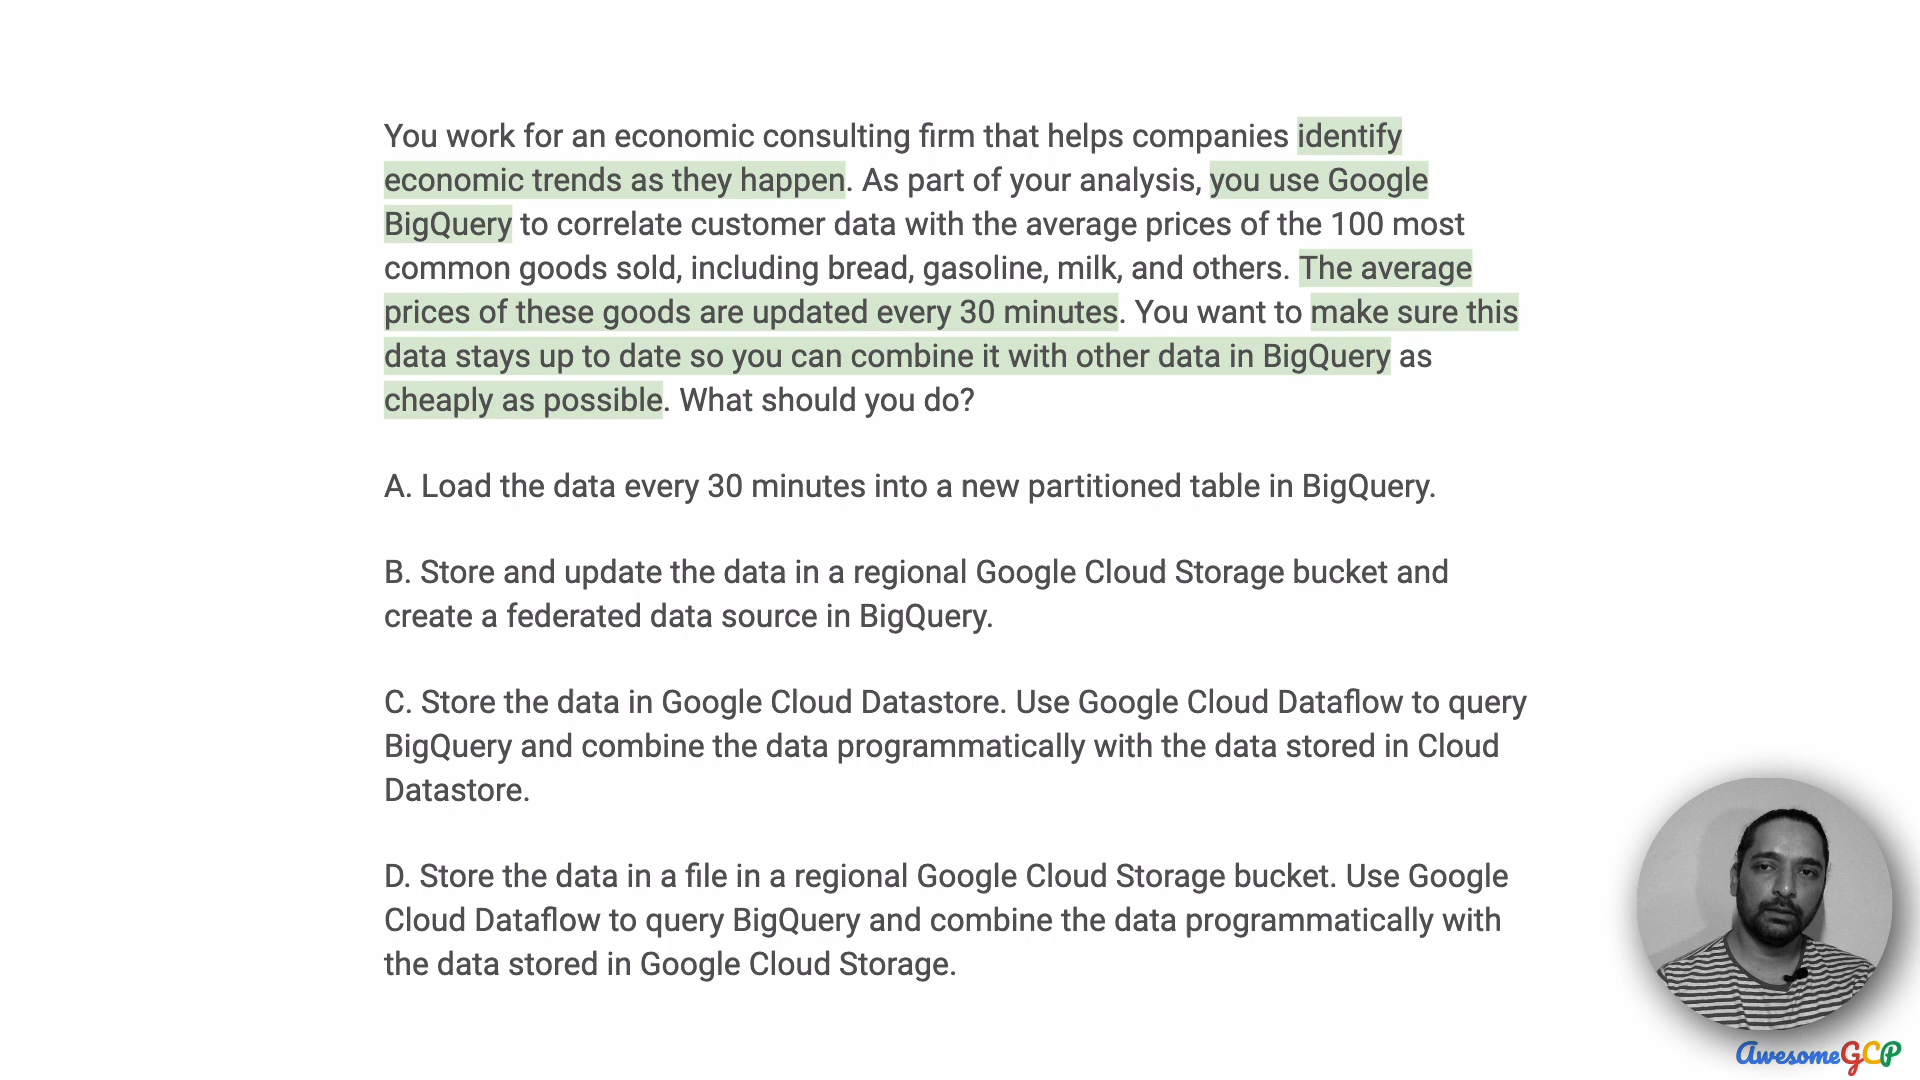 You work for an economic consulting firm that helps companies identify
economic trends as they happen. As part of your analysis, you use Google
BigQuery to correlate customer data with the average prices of the 100 most
common goods sold, including bread, gasoline, milk, and others. The average
prices of these goods are updated every 30 minutes. You want to make sure this
data stays up to date so you can combine it with other data in BigQuery as
cheaply as possible. What should you do?
A. Load the data every 30 minutes into a new partitioned table in BigQuery.
B. Store and update the data in a regional Google Cloud Storage bucket and
create a federated data source in BigQuery.
C. Store the data in Google Cloud Datastore. Use Google Cloud Dataflow to query
BigQuery and combine the data programmatically with the data stored in Cloud
Datastore.
D. Store the data in a file in a regional Google Cloud Storage bucket. Use Google
Cloud Dataflow to query BigQuery and combine the data programmatically with
the data stored in Google Cloud Storage.
AwesomeGCP